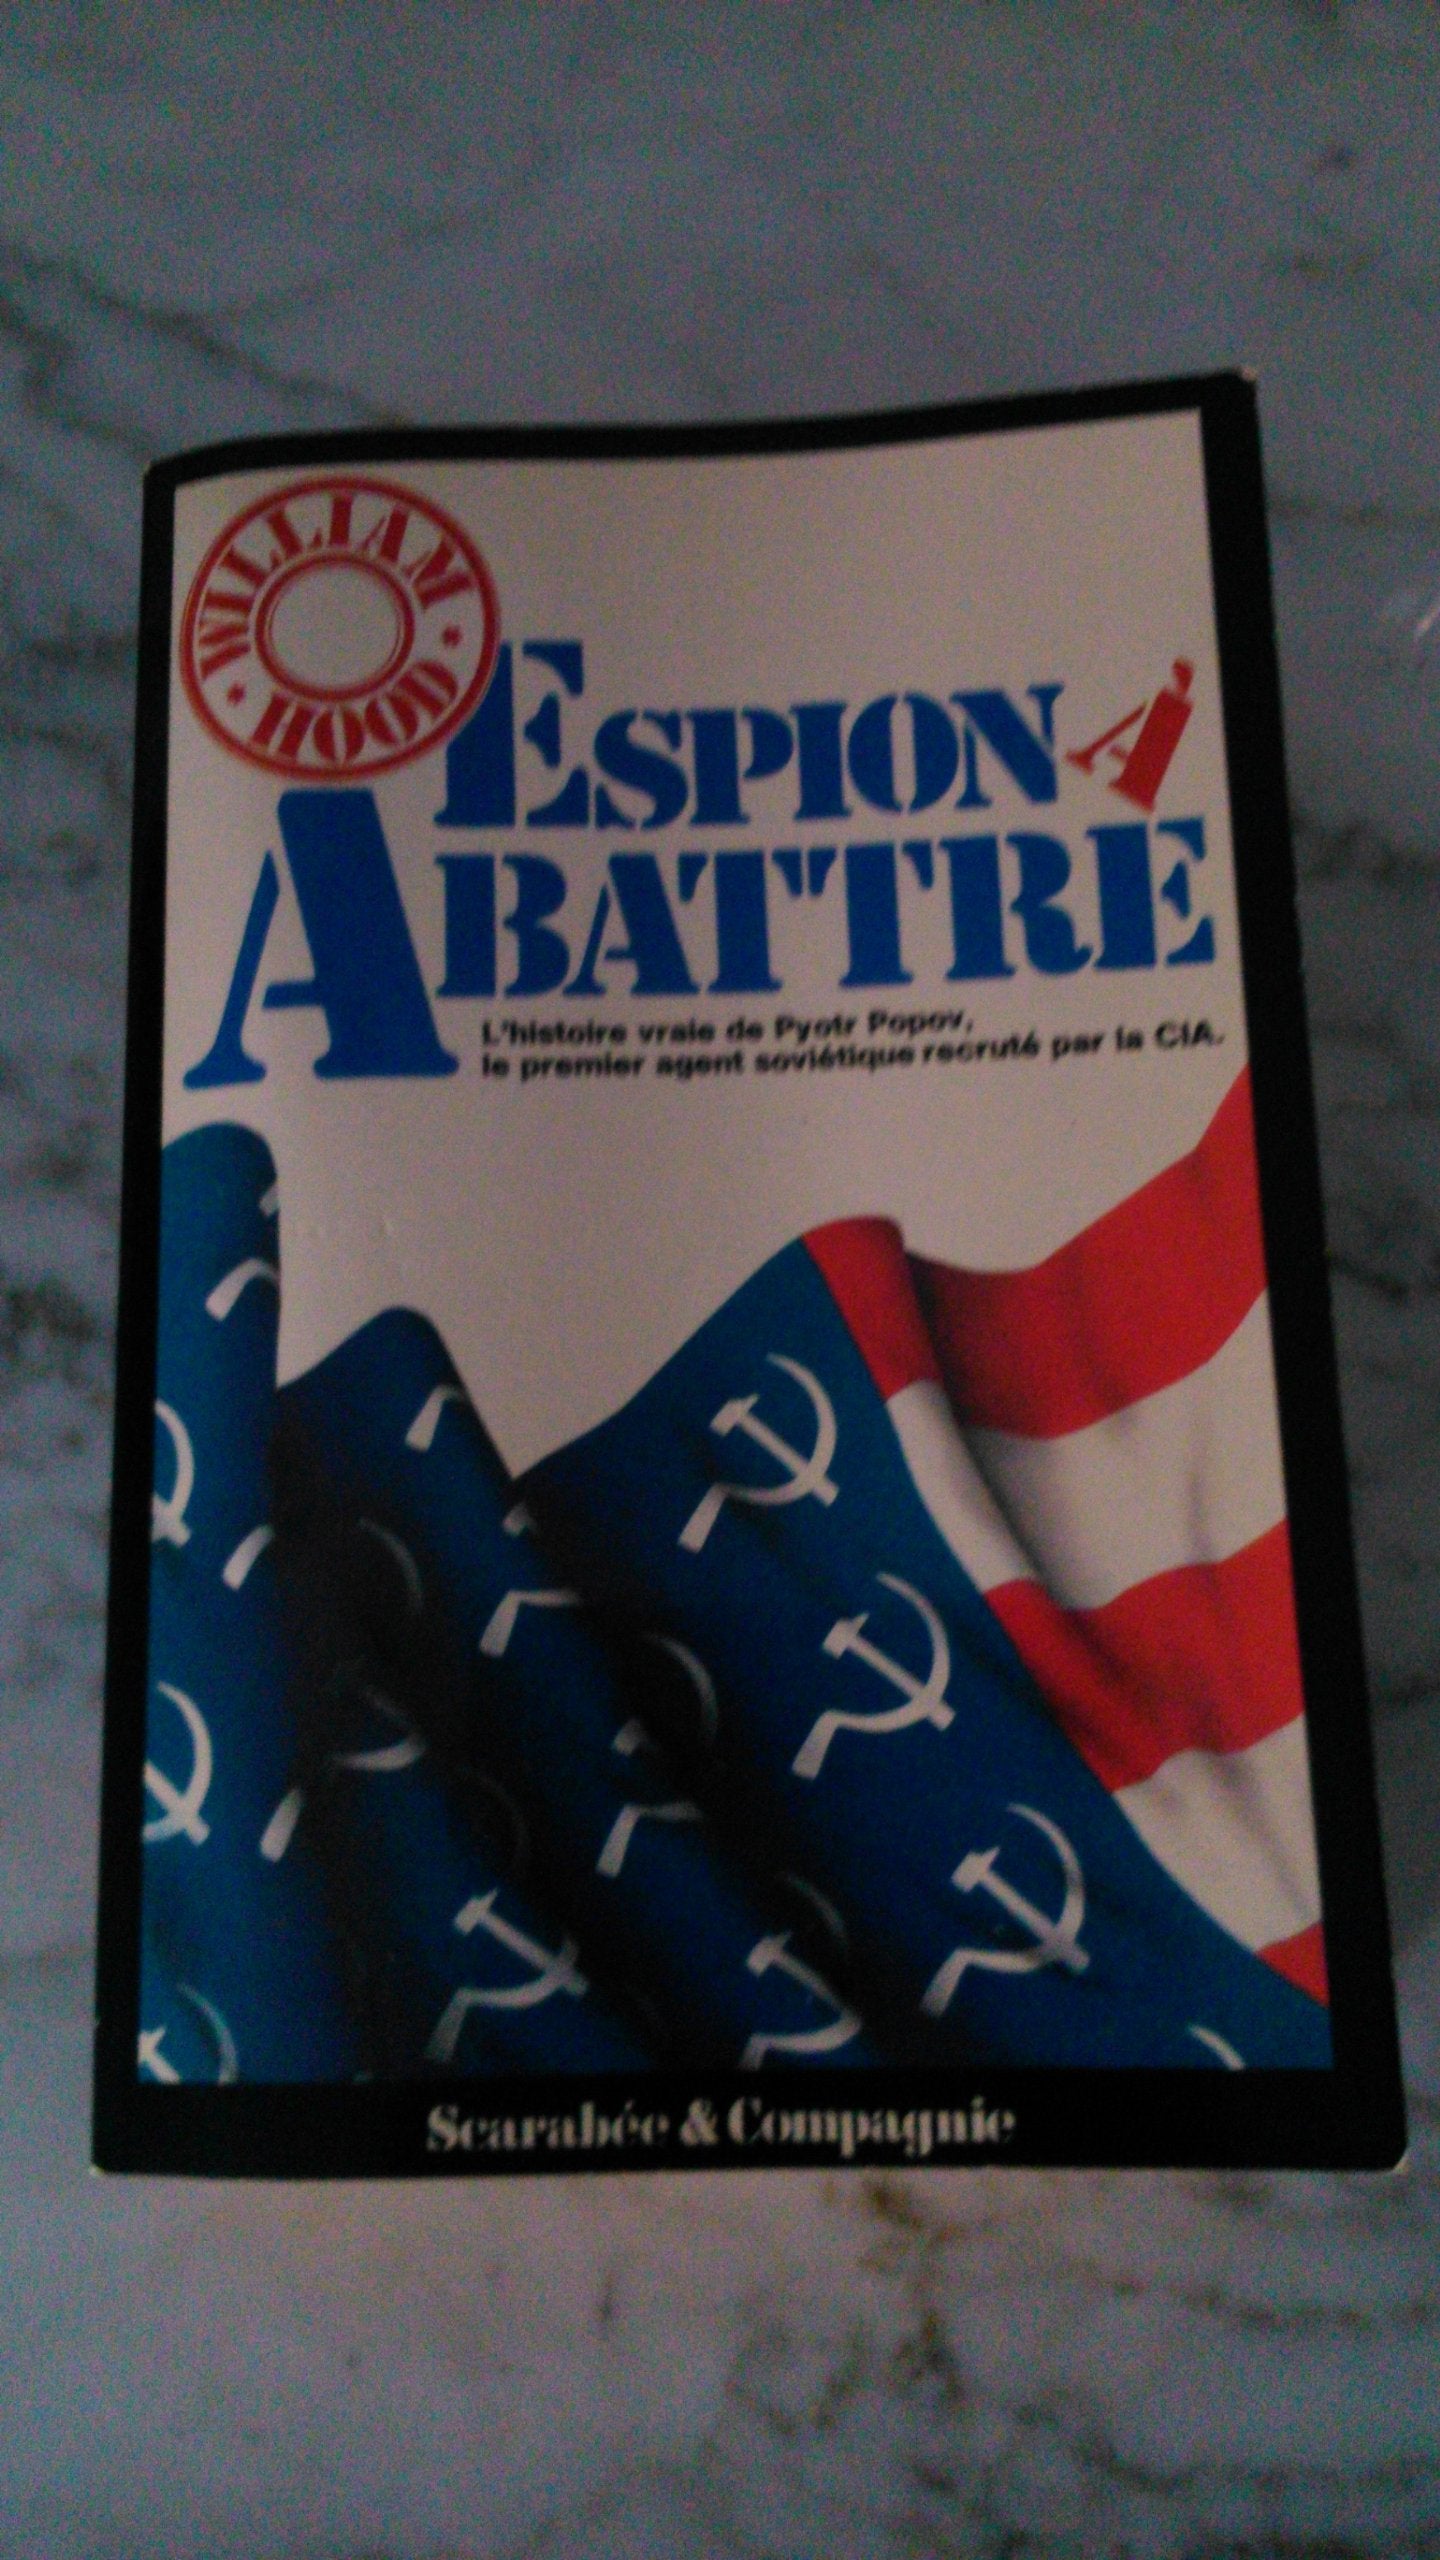 WILLIAM
HOOD
ESPION À
ABATTRE
L'histoire vraie de Pyotr Popov,
le premier agent soviétique recruté par la CIA.
Scarabée & Compagnie